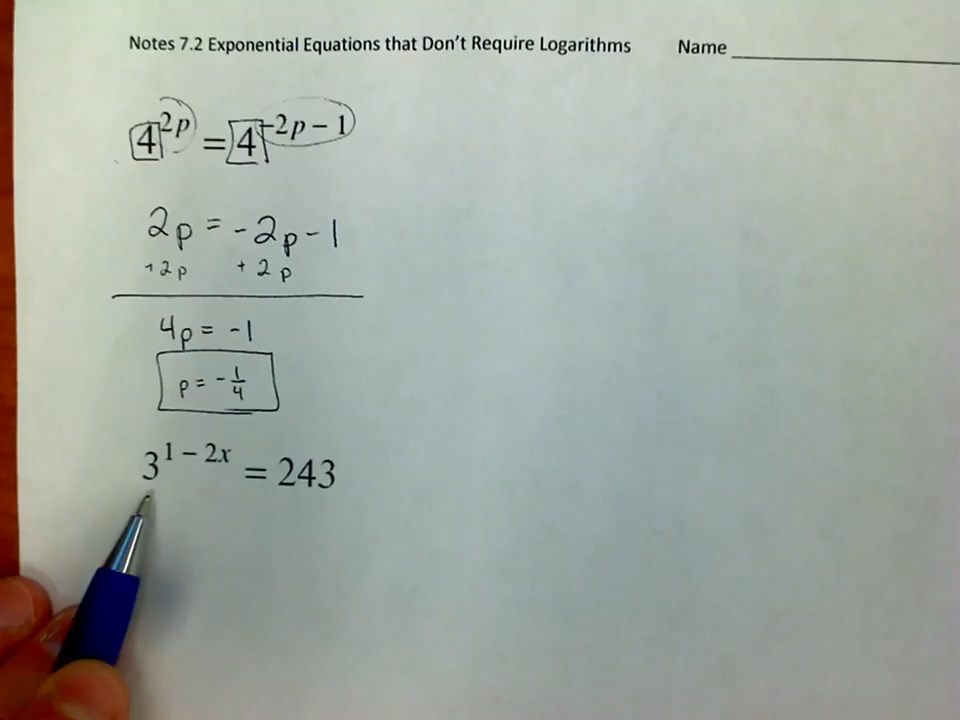 Notes 7.2 Exponential Equations that Don't Require Logarithms Name
4^{2p} = 4^{-2p - 1}
2p = -2p - 1
+2p +2p
4p = -1
p = -1/4
3^{1 - 2x} = 243